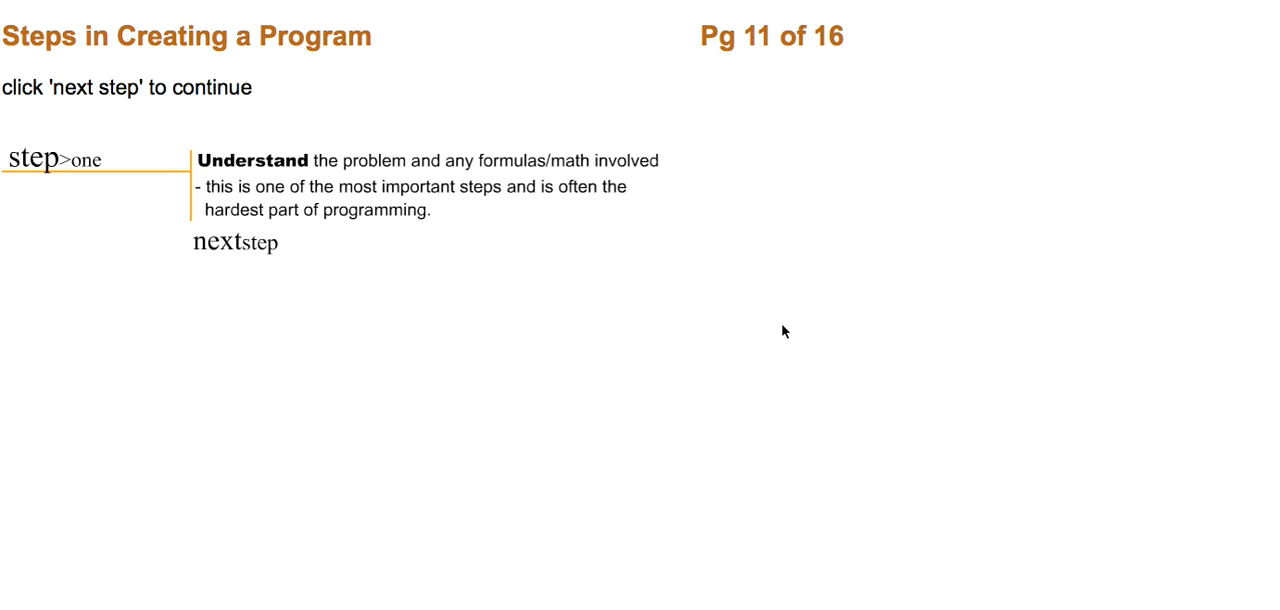 Steps in Creating a Program
Pg 11 of 16
click 'next step' to continue
step>one
Understand the problem and any formulas/math involved
- this is one of the most important steps and is often the
hardest part of programming.
nextstep